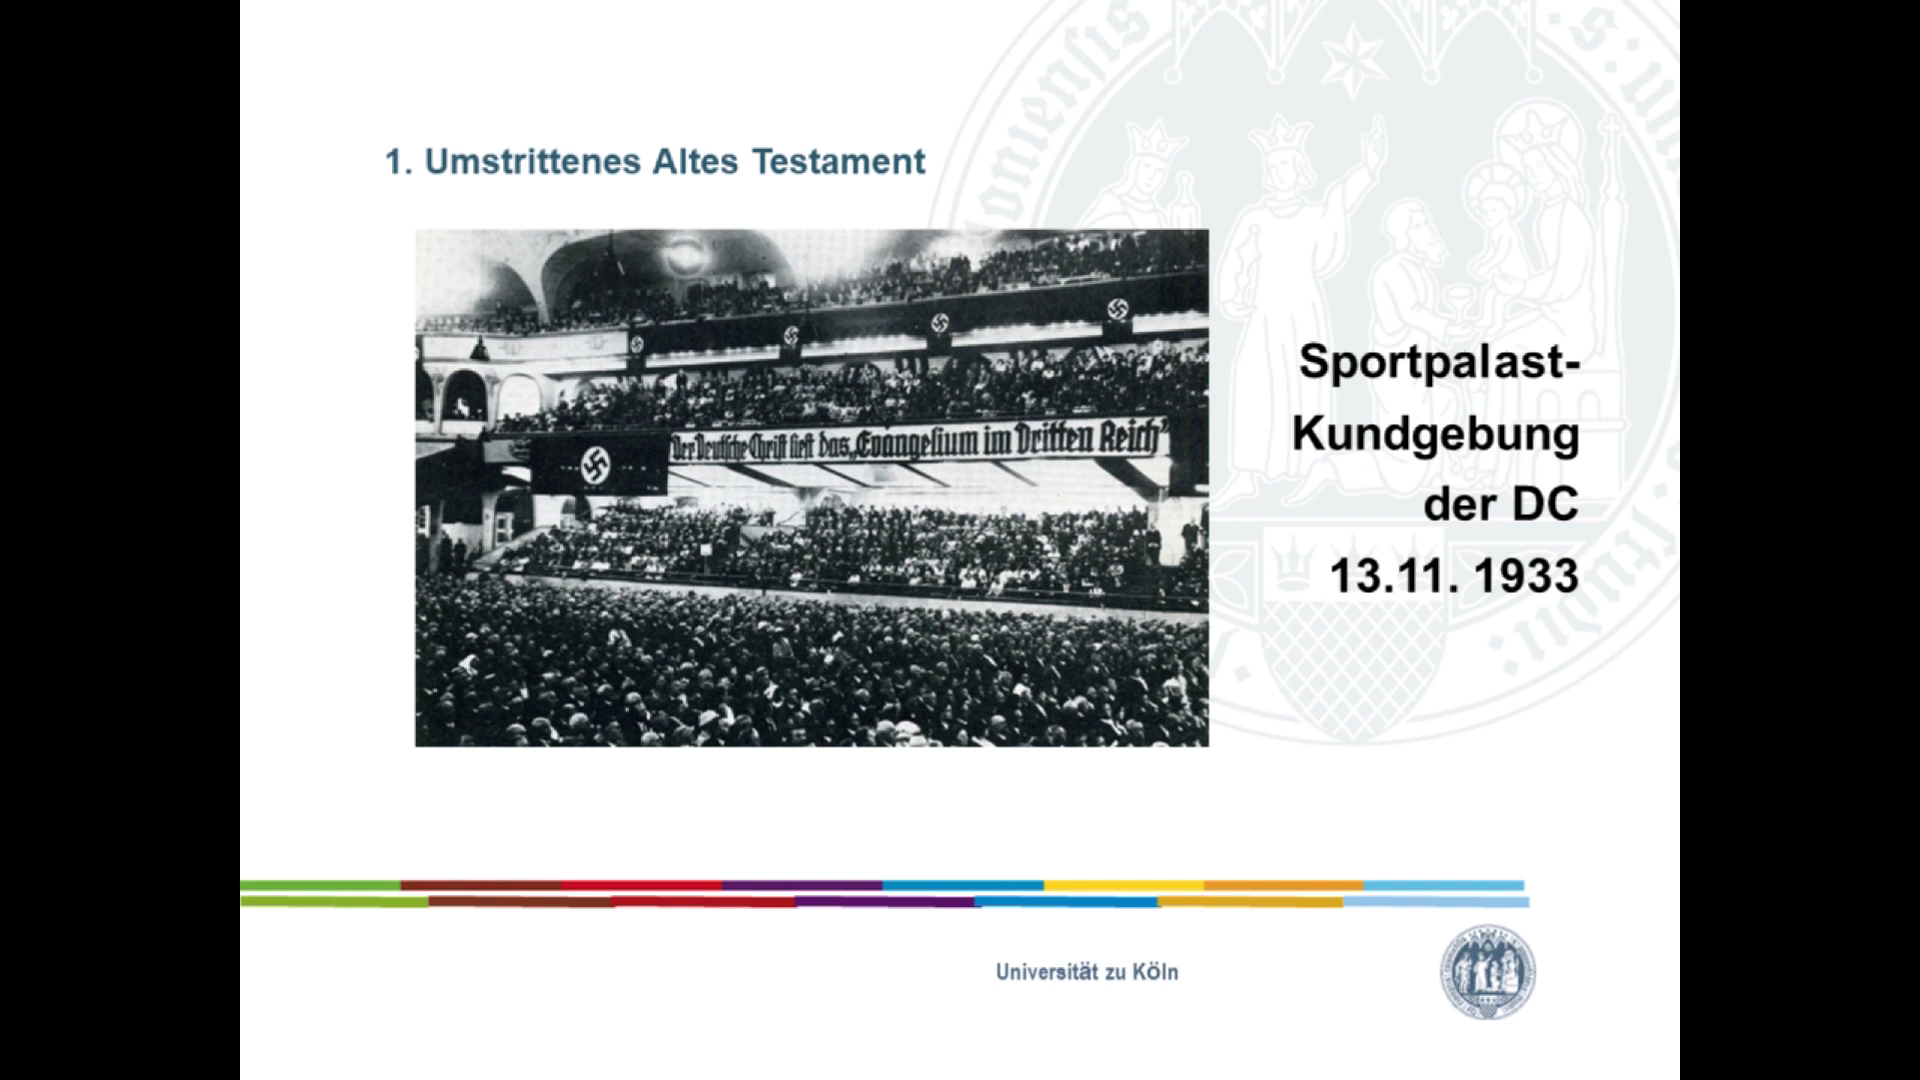 1. Umstrittenes Altes Testament
Der Deutsche Christ liest das „Evangelium im Dritten Reich"
Sportpalast-
Kundgebung
der DC
13.11. 1933
Universität zu Köln